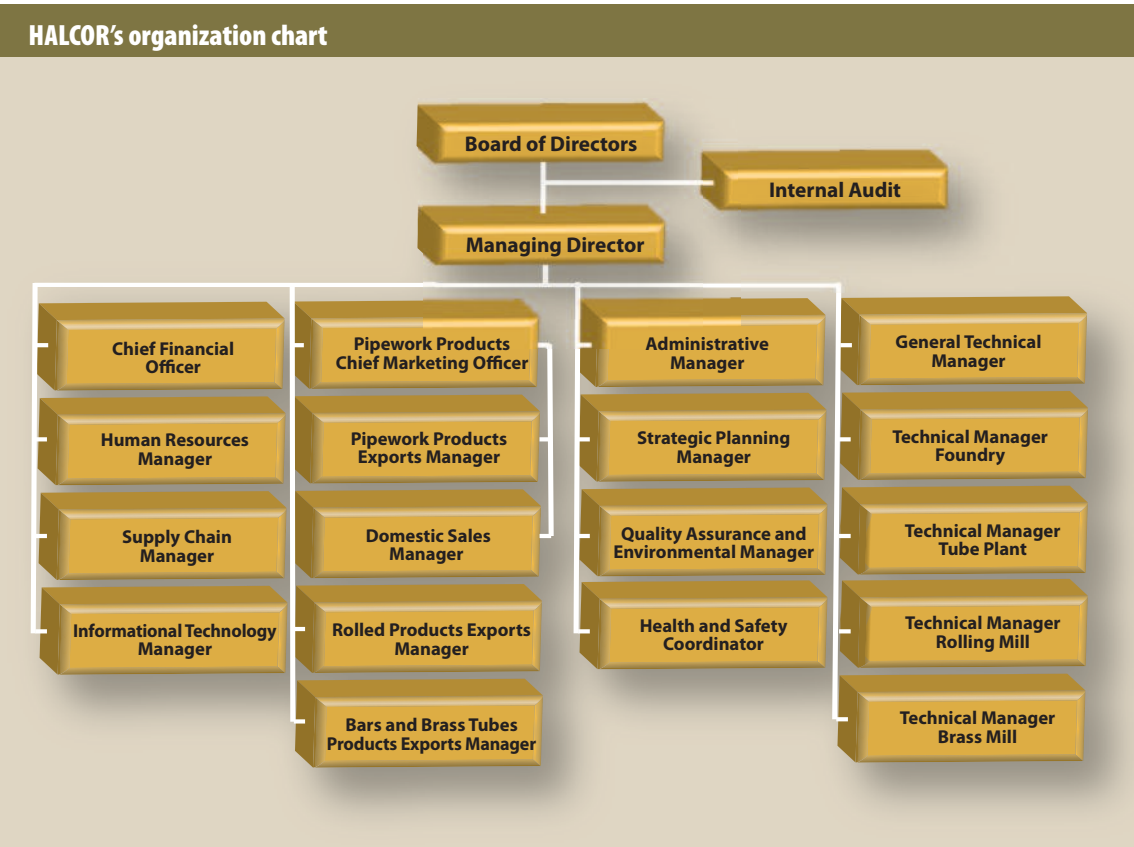 HALCOR's organization chart
Board of Directors
Internal Audit
Managing Director
Chief Financial
Officer
Human Resources
Manager
Supply Chain
Manager
Informational Technology
Manager
Pipework Products
Chief Marketing Officer
Pipework Products
Exports Manager
Domestic Sales
Manager
Rolled Products Exports
Manager
Bars and Brass Tubes
Products Exports Manager
Administrative
Manager
Strategic Planning
Manager
Quality Assurance and
Environmental Manager
Health and Safety
Coordinator
General Technical
Manager
Technical Manager
Foundry
Technical Manager
Tube Plant
Technical Manager
Rolling Mill
Technical Manager
Brass Mill